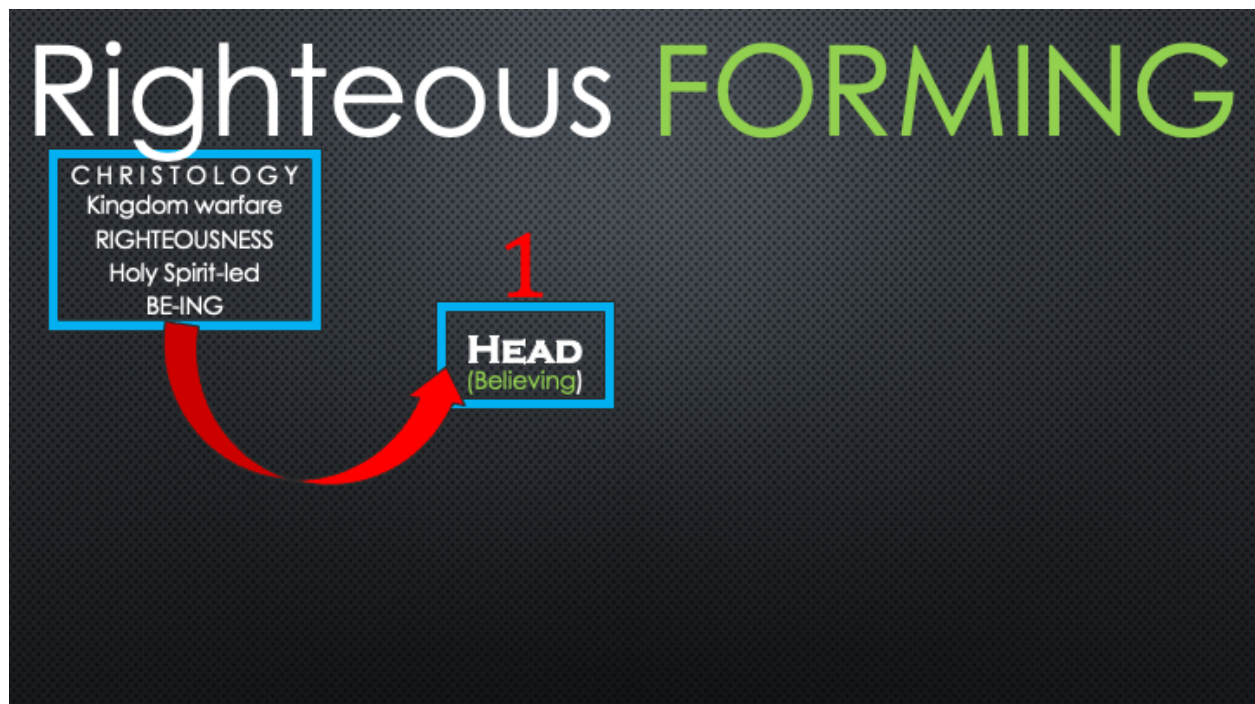 Righteous FORMING
CHRISTOLOGY
Kingdom warfare
RIGHTEOUSNESS
Holy Spirit-led
BE-ING
1
HEAD
(Believing)